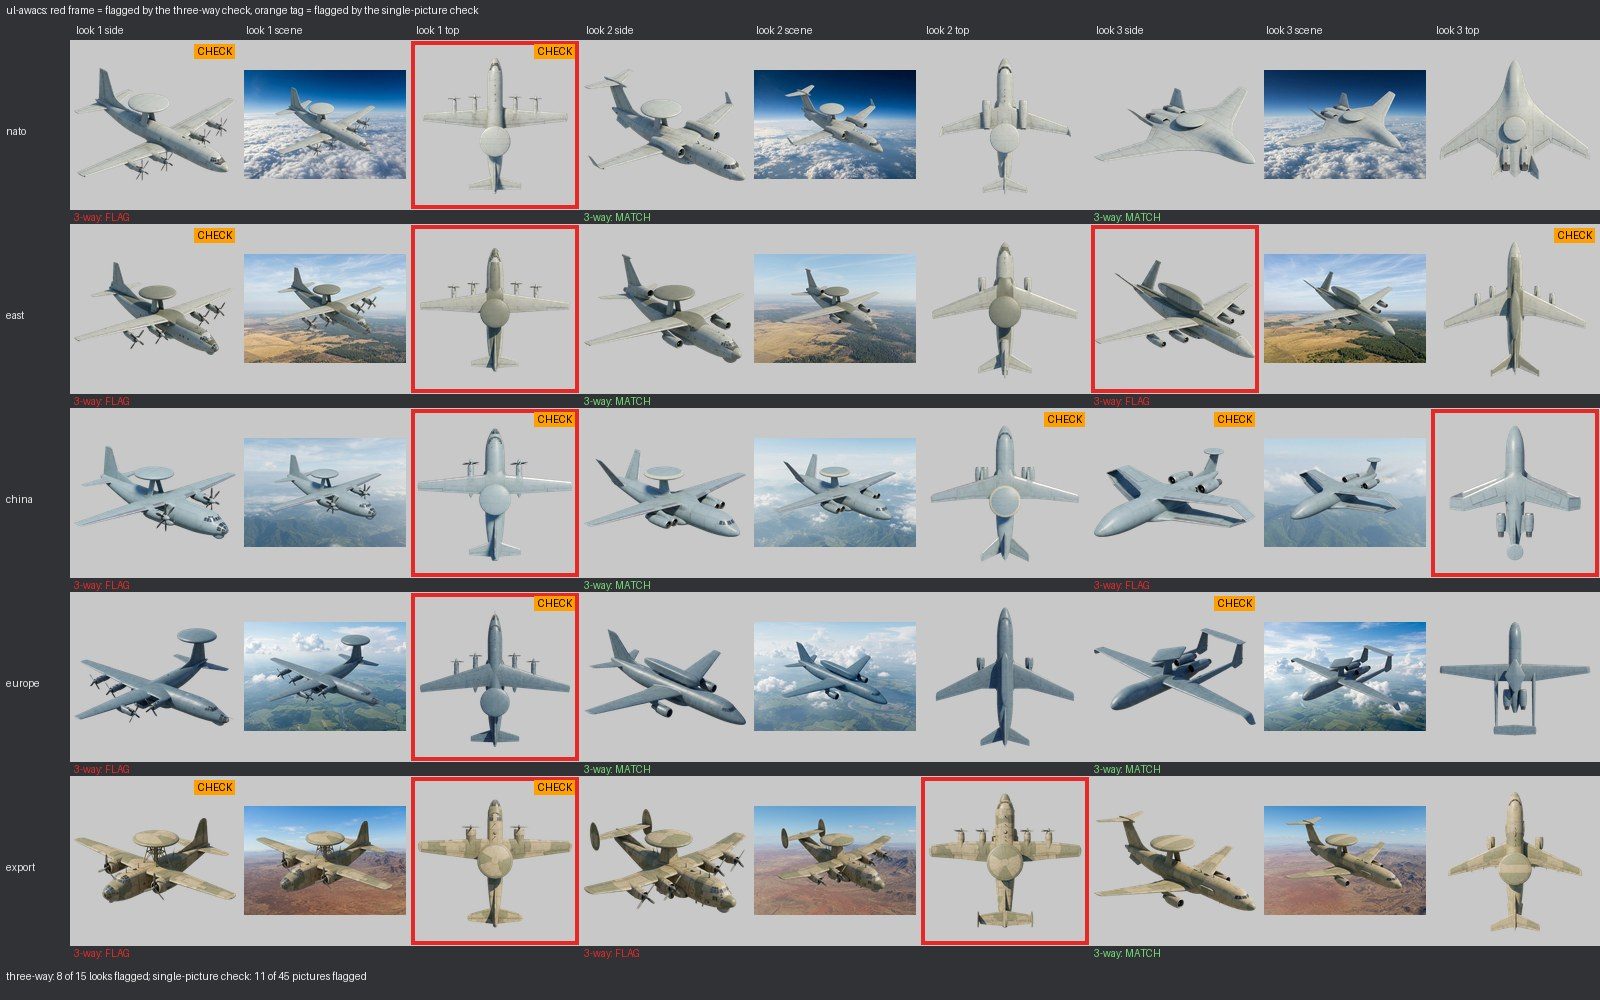 ul-awacs: red frame = flagged by the three-way check, orange tag = flagged by the single-picture check
look 1 side look 1 scene look 1 top look 2 side look 2 scene look 2 top look 3 side look 3 scene look 3 top
CHECK CHECK
nato
3-way: FLAG 3-way: MATCH 3-way: MATCH
CHECK CHECK
east
3-way: FLAG 3-way: MATCH 3-way: FLAG
CHECK CHECK CHECK
china
3-way: FLAG 3-way: MATCH 3-way: FLAG
CHECK CHECK
europe
3-way: FLAG 3-way: MATCH 3-way: MATCH
CHECK CHECK
export
3-way: FLAG 3-way: FLAG 3-way: MATCH
three-way: 8 of 15 looks flagged; single-picture check: 11 of 45 pictures flagged